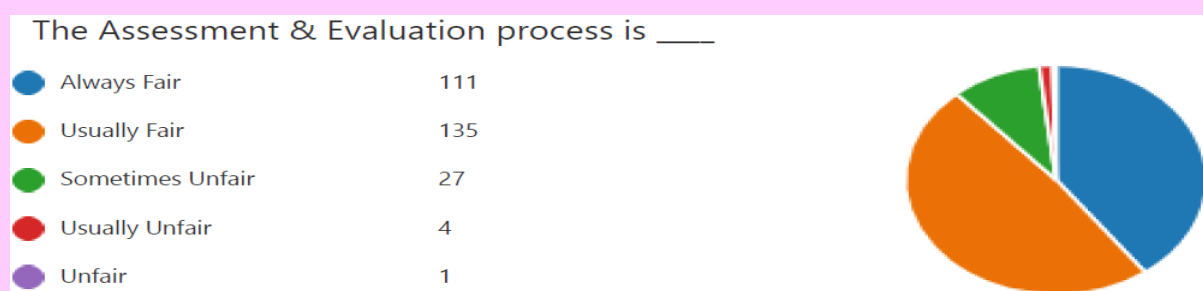 The Assessment & Evaluation process is ____
Always Fair 111
Usually Fair 135
Sometimes Unfair 27
Usually Unfair 4
Unfair 1